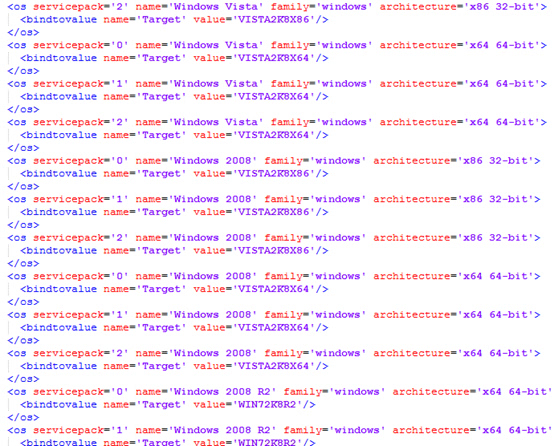 <os servicepack='2' name='Windows Vista' family='windows' architecture='x86 32-bit'>
<bindtovalue name='Target' value='VISTA2K8X86'/>
</os>
<os servicepack='0' name='Windows Vista' family='windows' architecture='x64 64-bit'>
<bindtovalue name='Target' value='VISTA2K8X64'/>
</os>
<os servicepack='1' name='Windows Vista' family='windows' architecture='x64 64-bit'>
<bindtovalue name='Target' value='VISTA2K8X64'/>
</os>
<os servicepack='2' name='Windows Vista' family='windows' architecture='x64 64-bit'>
<bindtovalue name='Target' value='VISTA2K8X64'/>
</os>
<os servicepack='0' name='Windows 2008' family='windows' architecture='x86 32-bit'>
<bindtovalue name='Target' value='VISTA2K8X86'/>
</os>
<os servicepack='1' name='Windows 2008' family='windows' architecture='x86 32-bit'>
<bindtovalue name='Target' value='VISTA2K8X86'/>
</os>
<os servicepack='2' name='Windows 2008' family='windows' architecture='x86 32-bit'>
<bindtovalue name='Target' value='VISTA2K8X86'/>
</os>
<os servicepack='0' name='Windows 2008' family='windows' architecture='x64 64-bit'>
<bindtovalue name='Target' value='VISTA2K8X64'/>
</os>
<os servicepack='1' name='Windows 2008' family='windows' architecture='x64 64-bit'>
<bindtovalue name='Target' value='VISTA2K8X64'/>
</os>
<os servicepack='2' name='Windows 2008' family='windows' architecture='x64 64-bit'>
<bindtovalue name='Target' value='VISTA2K8X64'/>
</os>
<os servicepack='0' name='Windows 2008 R2' family='windows' architecture='x64 64-bit'
<bindtovalue name='Target' value='WIN72K8R2'/>
</os>
<os servicepack='1' name='Windows 2008 R2' family='windows' architecture='x64 64-bit'
<bindtovalue name='Target' value='WIN72K8R2'/>